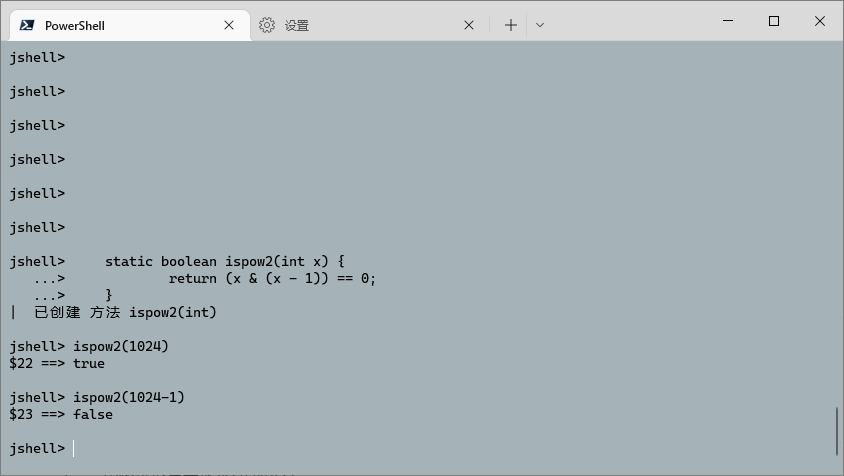 PowerShell
设置
jshell>
jshell>
jshell>
jshell>
jshell>
jshell>
jshell>     static boolean ispow2(int x) {
   ...>             return (x & (x - 1)) == 0;
   ...>     }
|  已创建 方法 ispow2(int)
jshell> ispow2(1024)
$22 ==> true
jshell> ispow2(1024-1)
$23 ==> false
jshell>